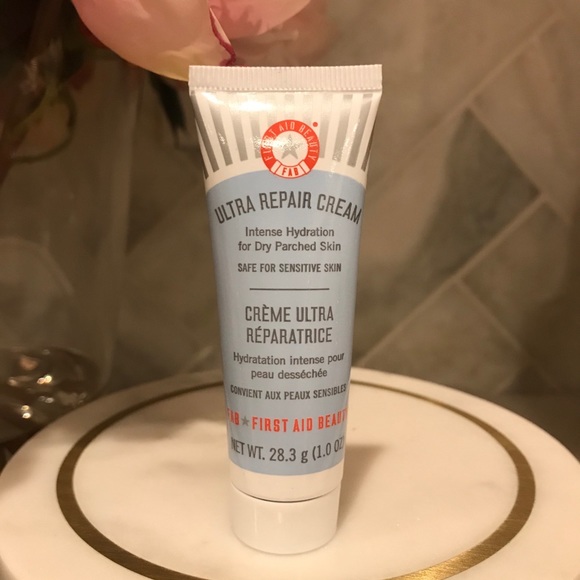 FIRST AID BEAUTY
FAB
ULTRA REPAIR CREAM
Intense Hydration
for Dry Parched Skin
SAFE FOR SENSITIVE SKIN
CRÈME ULTRA
RÉPARATRICE
Hydratation intense pour
peau desséchée
CONVIENT AUX PEAUX SENSIBLES
FAB FIRST AID BEAUT
NET WT. 28.3 g (1.0 OZ